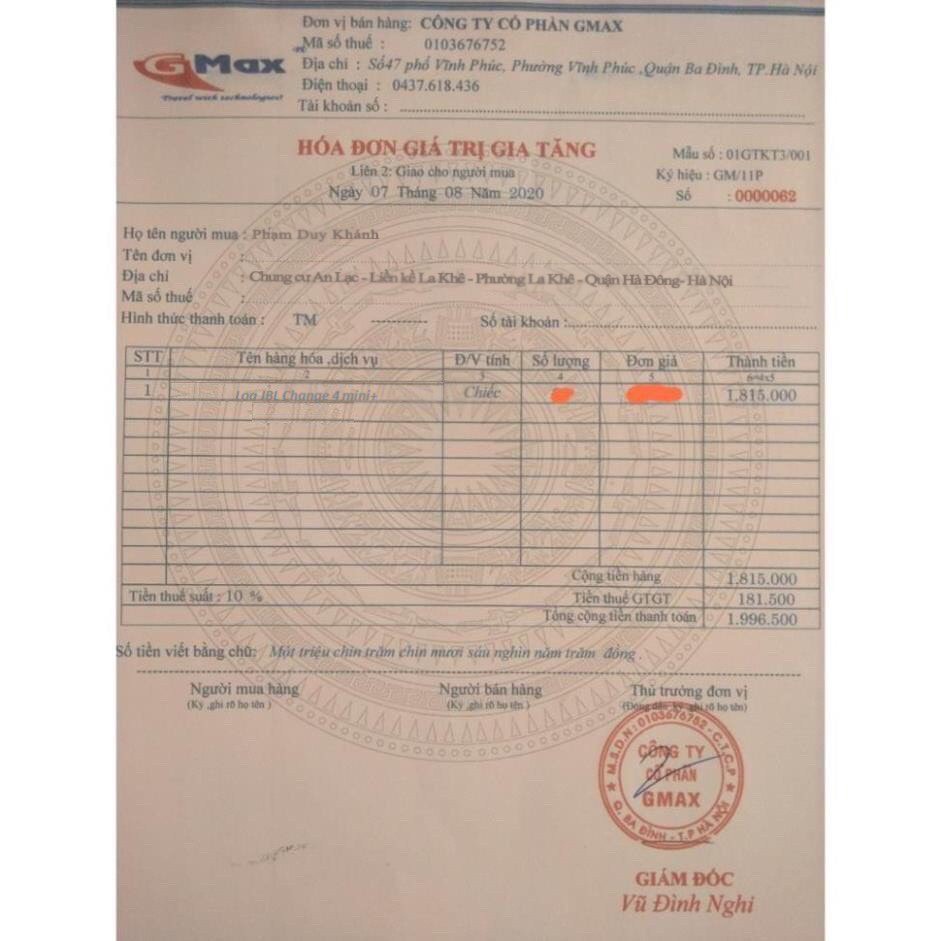 Đơn vị bán hàng: CÔNG TY CỔ PHẦN GMAX
Mã số thuế : 0103676752
GMax
Travel with technologies!
Địa chỉ : Số47 phố Vĩnh Phúc, Phường Vĩnh Phúc ,Quận Ba Đình, TP.Hà Nội
Điện thoại : 0437.618.436
Tài khoản số :
HÓA ĐƠN GIÁ TRỊ GIA TĂNG
Liên 2: Giao cho người mua
Ngày 07 Tháng 08 Năm 2020
Mẫu số : 01GTKT3/001
Ký hiệu : GM/11P
Số : 0000062
Họ tên người mua : Phạm Duy Khánh
Tên đơn vị :
Địa chỉ : Chung cư An Lạc - Liền kề La Khê - Phường La Khê - Quận Hà Đông- Hà Nội
Mã số thuế :
Hình thức thanh toán : TM Số tài khoản :
STT Tên hàng hóa ,dịch vụ Đ/V tính Số lượng Đơn giá Thành tiền
1 2 3 4 5 6=4x5
1 Loa JBL Change 4 mini+ Chiếc 1.815.000
Cộng tiền hàng 1.815.000
Tiền thuế suất : 10 % Tiền thuế GTGT 181.500
Tổng cộng tiền thanh toán 1.996.500
Số tiền viết bằng chữ: Một triệu chín trăm chín mươi sáu nghìn năm trăm đồng .
Người mua hàng Người bán hàng Thủ trưởng đơn vị
(Ký ,ghi rõ họ tên ) (Ký ,ghi rõ họ tên ) (Đóng dấu, ký ,ghi rõ họ tên)
M.S.D.N: 0103676752 - C.T.C.P
CÔNG TY
CỔ PHẦN
GMAX
Q. BA ĐÌNH - T.P HÀ NỘI
GIÁM ĐỐC
Vũ Đình Nghi